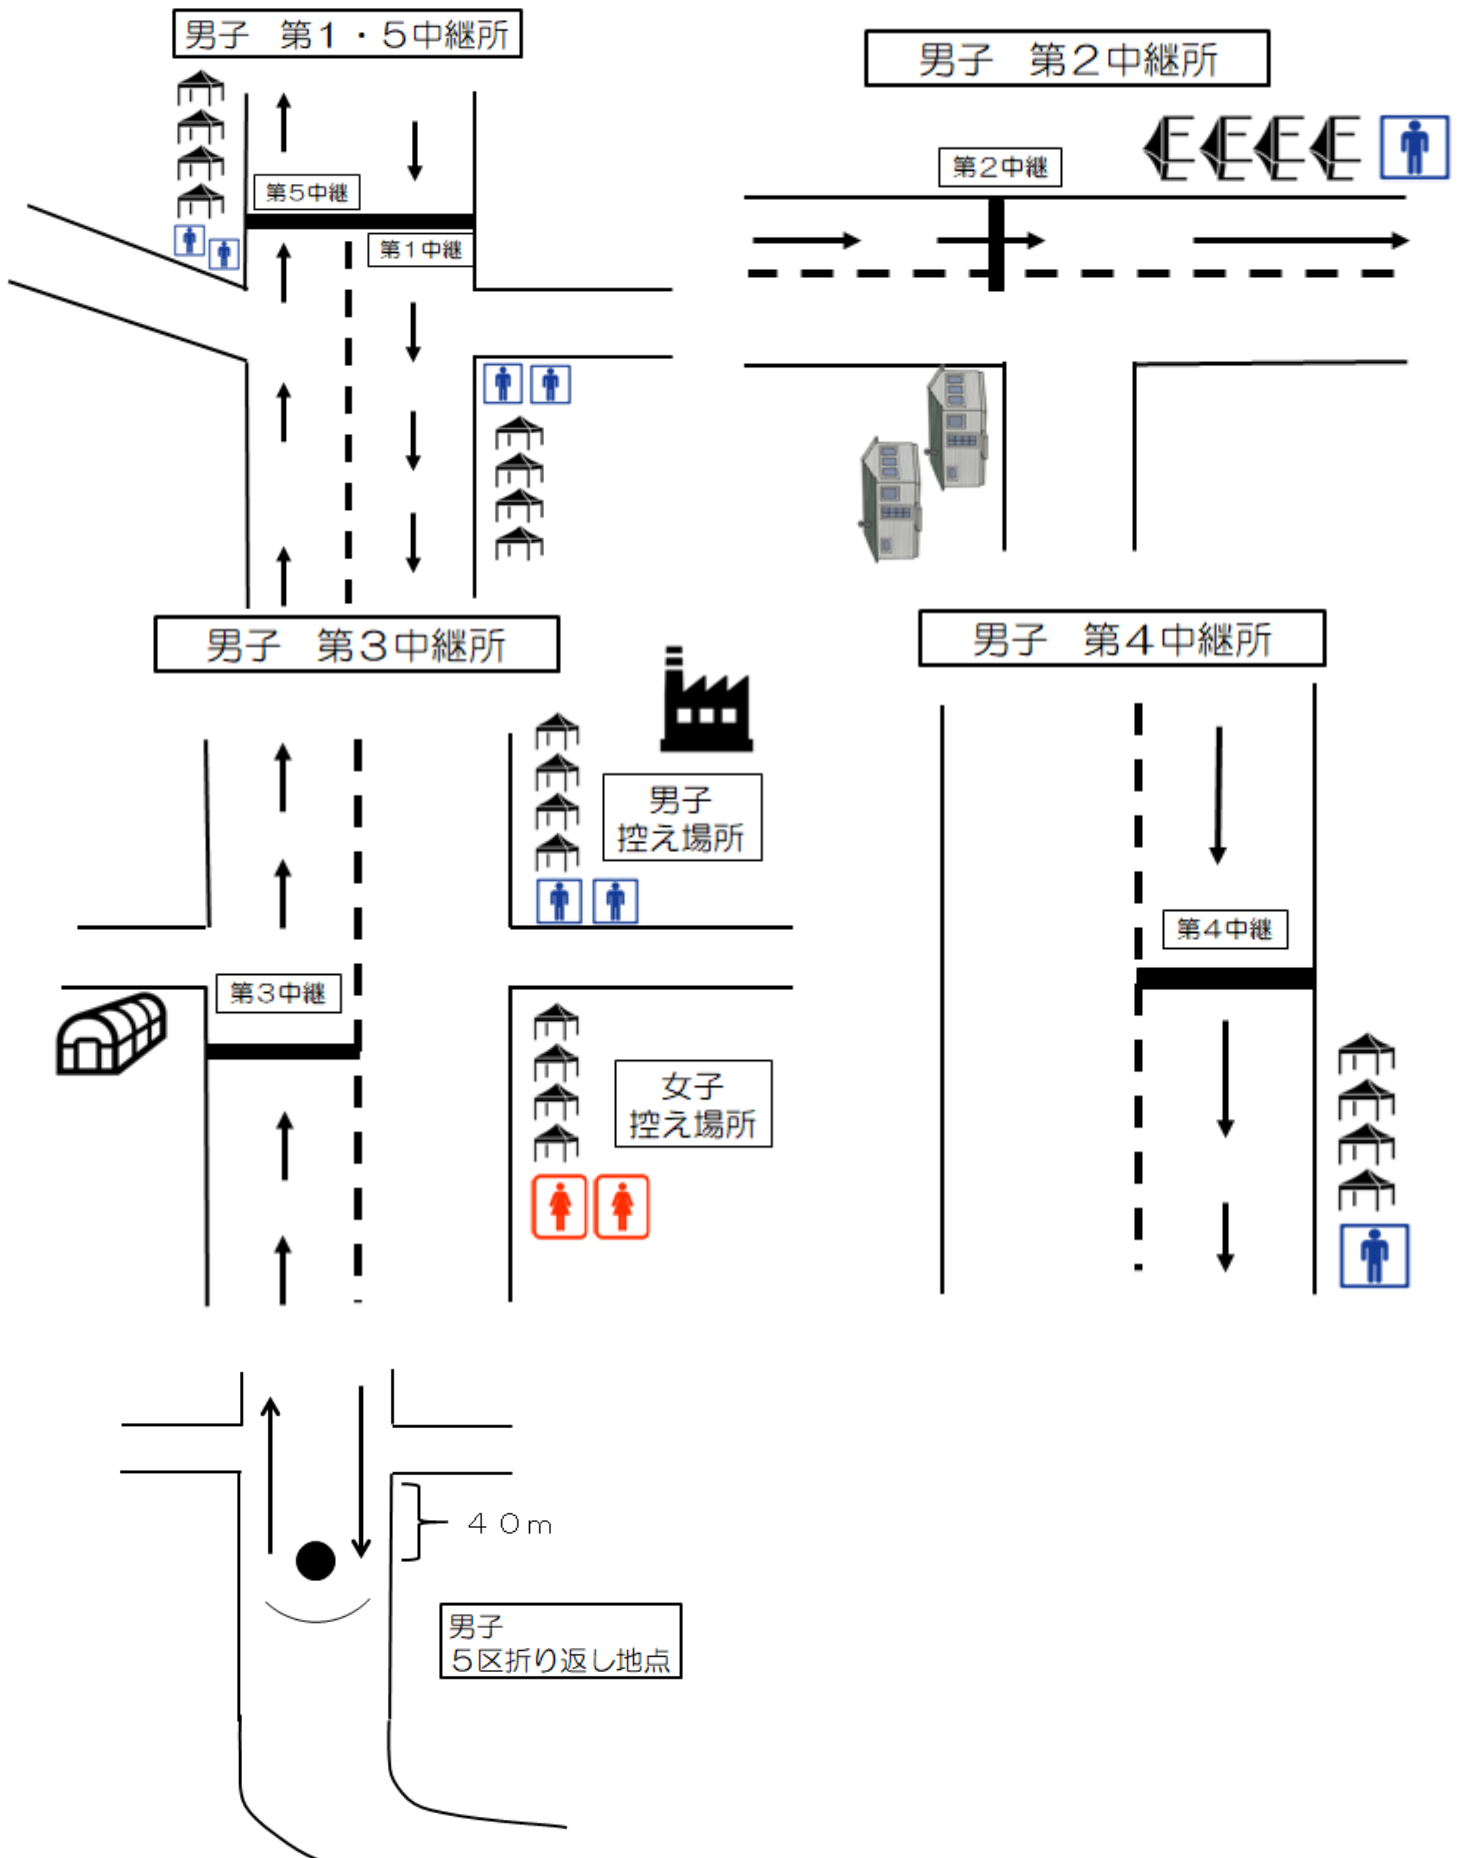 男子　第１・５中継所
第５中継
第１中継
男子　第２中継所
第２中継
男子　第３中継所
男子
控え場所
第３中継
女子
控え場所
男子　第４中継所
第４中継
４０ｍ
男子
５区折り返し地点